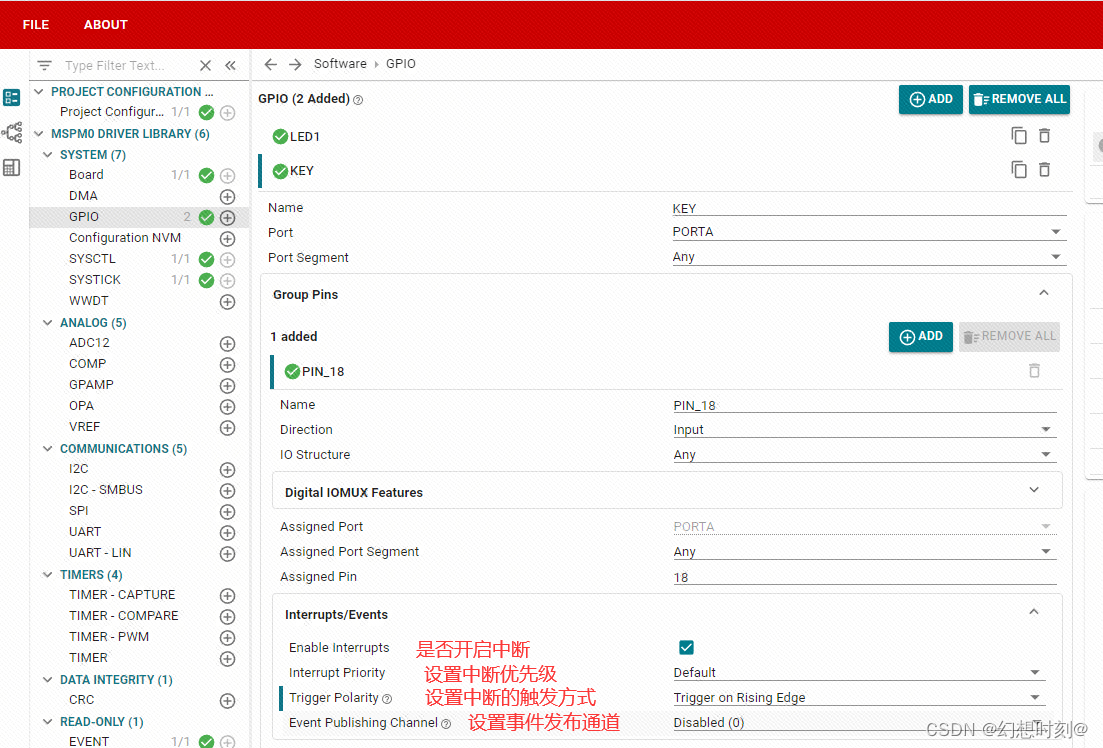 FILE ABOUT
Type Filter Text...
Software › GPIO
PROJECT CONFIGURATION ...
Project Configur... 1/1
MSPM0 DRIVER LIBRARY (6)
SYSTEM (7)
Board 1/1
DMA
GPIO 2
Configuration NVM
SYSCTL 1/1
SYSTICK 1/1
WWDT
ANALOG (5)
ADC12
COMP
GPAMP
OPA
VREF
COMMUNICATIONS (5)
I2C
I2C - SMBUS
SPI
UART
UART - LIN
TIMERS (4)
TIMER - CAPTURE
TIMER - COMPARE
TIMER - PWM
TIMER
DATA INTEGRITY (1)
CRC
READ-ONLY (1)
EVENT 1/1
GPIO (2 Added)
ADD REMOVE ALL
LED1
KEY
Name KEY
Port PORTA
Port Segment Any
Group Pins
1 added ADD REMOVE ALL
PIN_18
Name PIN_18
Direction Input
IO Structure Any
Digital IOMUX Features
Assigned Port PORTA
Assigned Port Segment Any
Assigned Pin 18
Interrupts/Events
Enable Interrupts 是否开启中断
Interrupt Priority 设置中断优先级 Default
Trigger Polarity 设置中断的触发方式 Trigger on Rising Edge
Event Publishing Channel 设置事件发布通道 Disabled (0)
CSDN @幻想时刻@